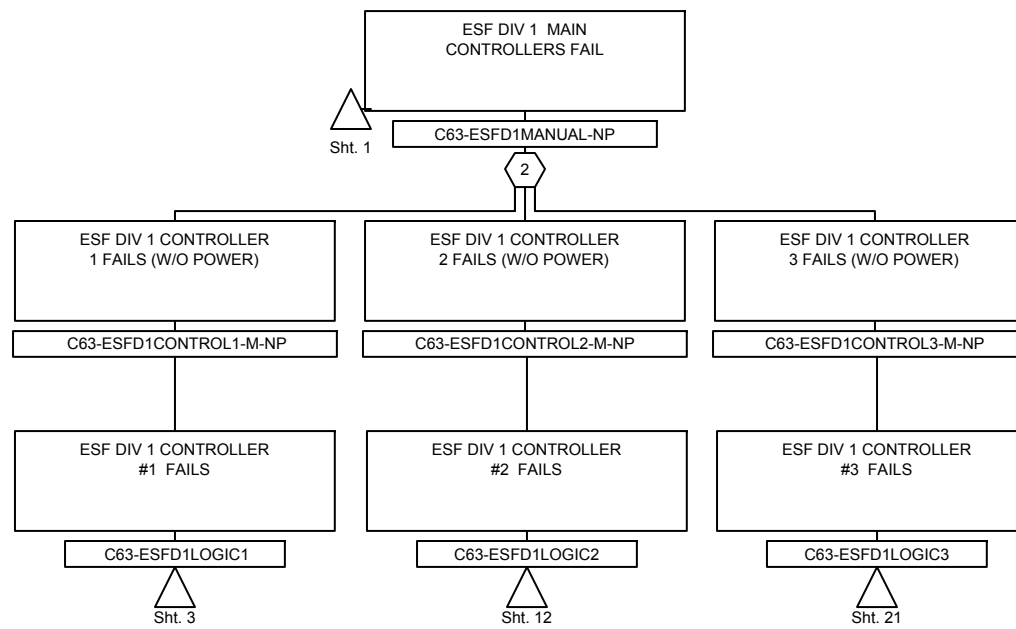 ESF DIV 1 MAIN
CONTROLLERS FAIL
Sht. 1
C63-ESFD1MANUAL-NP
2
ESF DIV 1 CONTROLLER
1 FAILS (W/O POWER)
ESF DIV 1 CONTROLLER
2 FAILS (W/O POWER)
ESF DIV 1 CONTROLLER
3 FAILS (W/O POWER)
C63-ESFD1CONTROL1-M-NP
C63-ESFD1CONTROL2-M-NP
C63-ESFD1CONTROL3-M-NP
ESF DIV 1 CONTROLLER
#1 FAILS
ESF DIV 1 CONTROLLER
#2 FAILS
ESF DIV 1 CONTROLLER
#3 FAILS
C63-ESFD1LOGIC1
C63-ESFD1LOGIC2
C63-ESFD1LOGIC3
Sht. 3
Sht. 12
Sht. 21